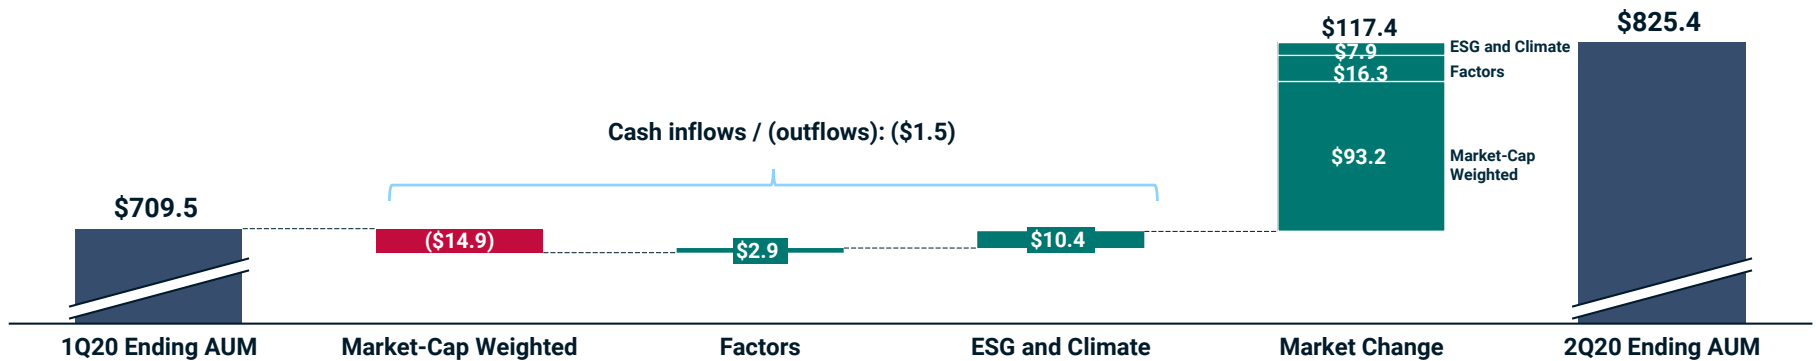 $117.4
$825.4
$7.9
ESG and Climate
$16.3
Factors
Cash inflows / (outflows): ($1.5)
$93.2
Market-Cap
Weighted
$709.5
($14.9)
$2.9
$10.4
1Q20 Ending AUM
Market-Cap Weighted
Factors
ESG and Climate
Market Change
2Q20 Ending AUM